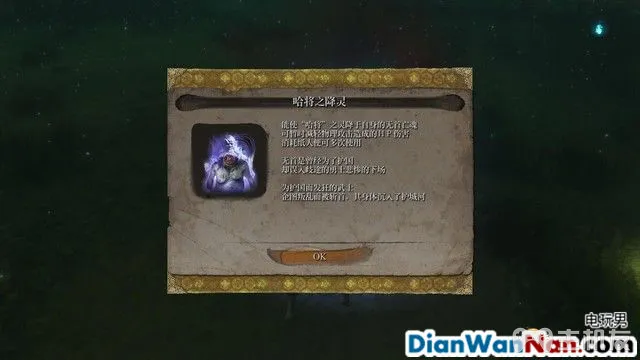 哈将之降灵
能使“哈将”之灵降于自身的无首亡魂
可暂时减轻物理攻击造成的HP伤害
消耗纸人便可多次使用
无首是曾经为了护国
却误入歧途的勇士悲惨的下场
为护国而发狂的武士
企图叛乱而被斩首，其身体沉入了护城河
OK
电玩男
DianWanNan.com